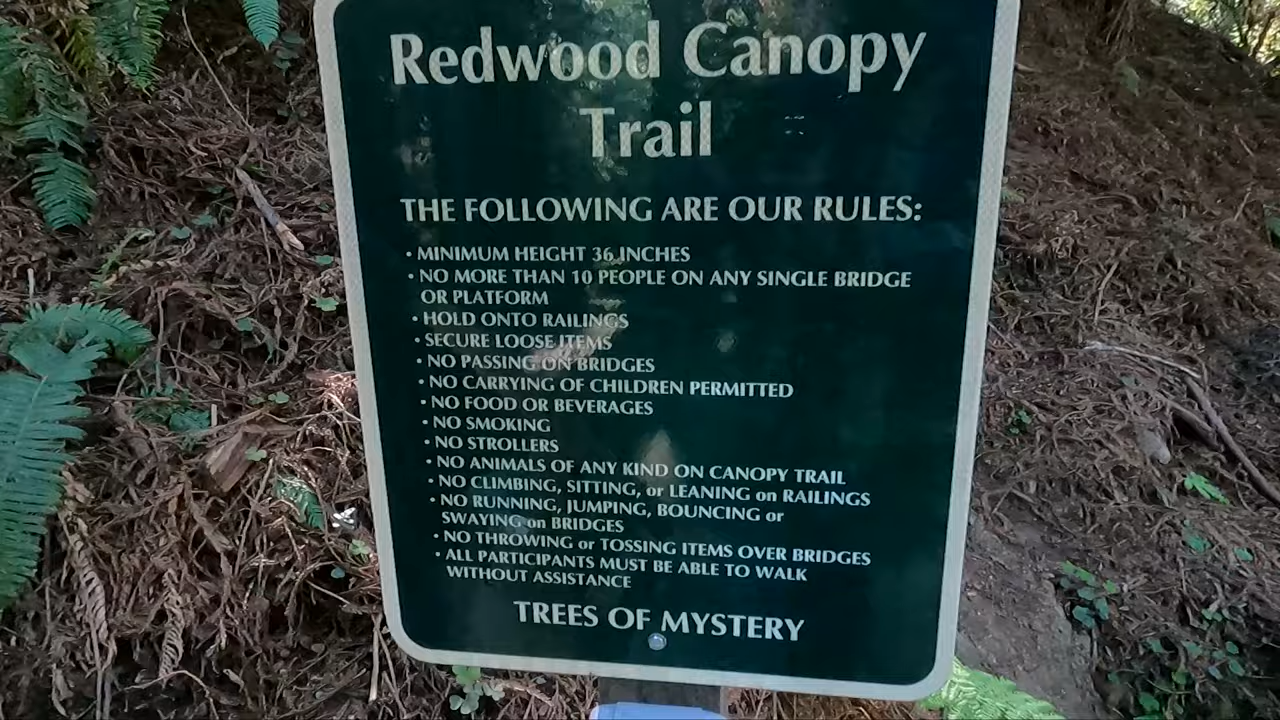 Redwood Canopy
Trail
THE FOLLOWING ARE OUR RULES:
• MINIMUM HEIGHT 36 INCHES
• NO MORE THAN 10 PEOPLE ON ANY SINGLE BRIDGE
OR PLATFORM
• HOLD ONTO RAILINGS
• SECURE LOOSE ITEMS
• NO PASSING ON BRIDGES
• NO CARRYING OF CHILDREN PERMITTED
• NO FOOD OR BEVERAGES
• NO SMOKING
• NO STROLLERS
• NO ANIMALS OF ANY KIND ON CANOPY TRAIL
• NO CLIMBING, SITTING, or LEANING on RAILINGS
• NO RUNNING, JUMPING, BOUNCING or
SWAYING on BRIDGES
• NO THROWING or TOSSING ITEMS OVER BRIDGES
• ALL PARTICIPANTS MUST BE ABLE TO WALK
WITHOUT ASSISTANCE
TREES OF MYSTERY